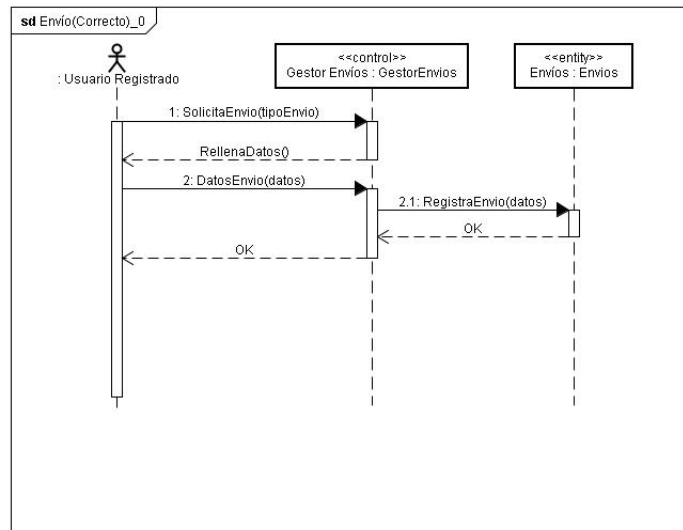 sd Envío(Correcto)_0
: Usuario Registrado
<<control>>
Gestor Envíos : GestorEnvios
<<entity>>
Envíos : Envios
1: SolicitaEnvio(tipoEnvio)
RellenaDatos()
2: DatosEnvio(datos)
2.1: RegistraEnvio(datos)
OK
OK